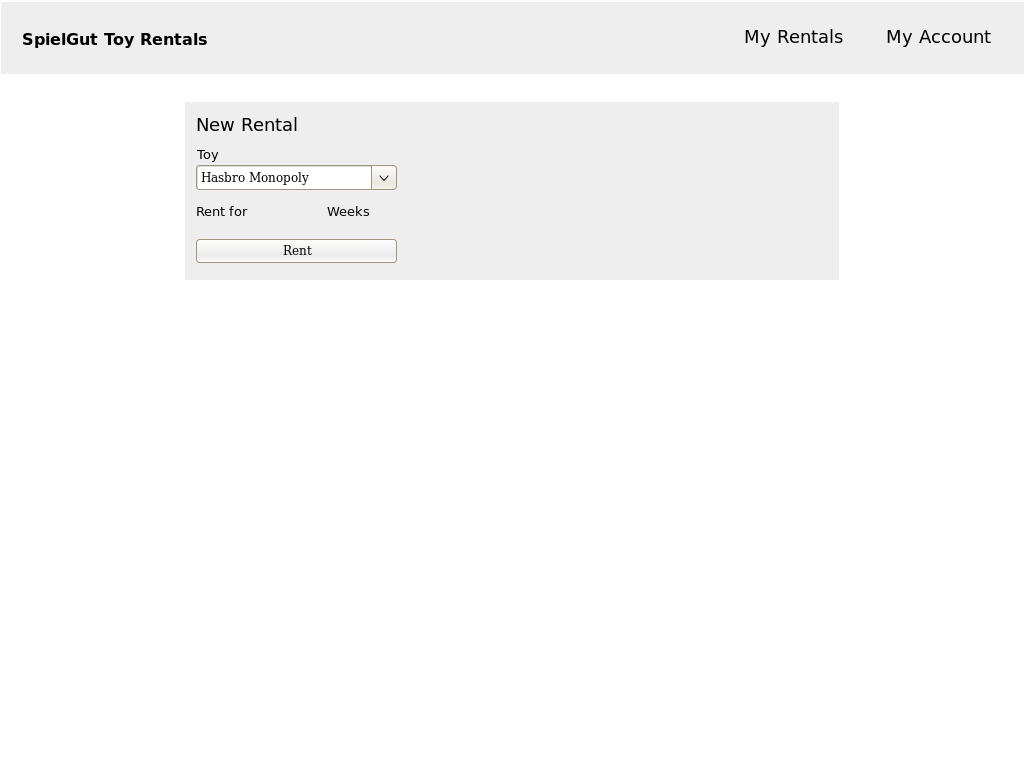 SpielGut Toy Rentals
My Rentals
My Account
New Rental
Toy
Hasbro Monopoly
Rent for
Weeks
Rent